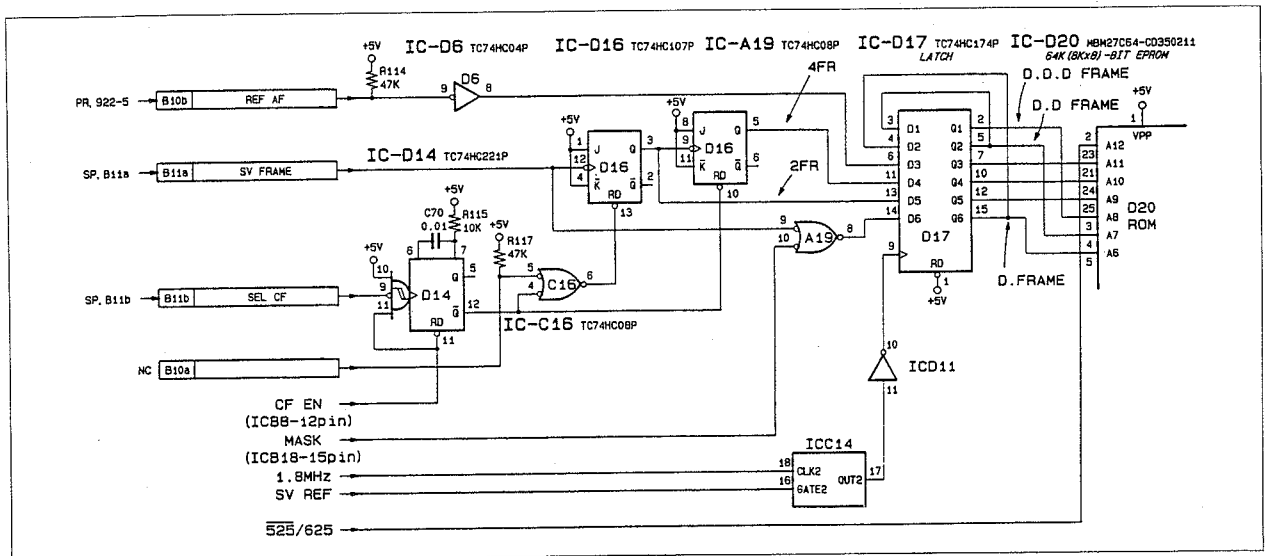 IC-D6 TC74HC04P
IC-D16 TC74HC107P
IC-A19 TC74HC08P
IC-D17 TC74HC174P
LATCH
IC-D20 MBM27C64-CD350211
64K(8Kx8)-BIT EPROM
+5V
R114
47K
D6
9
8
4FR
D.D.D FRAME
D.D FRAME
PR, 922-5
B10b
REF AF
+5V
8
J
Q
5
9
11
K
Q
6
D16
RD
10
+5V
1
J
Q
3
12
4
K
Q
2
D16
RD
13
3
D1
Q1
2
4
D2
Q2
5
6
D3
Q3
7
11
D4
Q4
10
13
D5
Q5
12
14
D6
Q6
15
D17
9
RD
1
+5V
+5V
1
VPP
2
A12
23
A11
21
A10
24
A9
25
A8
3
A7
4
A6
5
D20
ROM
IC-D14 TC74HC221P
SP, B11a
B11a
SV FRAME
2FR
9
10
A19
8
D.FRAME
+5V
C70
0.01
R115
10K
+5V
R117
47K
+5V
10
9
11
6
7
Q
5
D14
Q
12
RD
11
5
4
C16
6
IC-C16 TC74HC08P
SP, B11b
B11b
SEL CF
10
ICD11
11
NC
B10a
CF EN
(ICB8-12pin)
MASK
(ICB18-15pin)
ICC14
1.8MHz
18
CLK2
SV REF
16
GATE2
OUT2
17
525/625